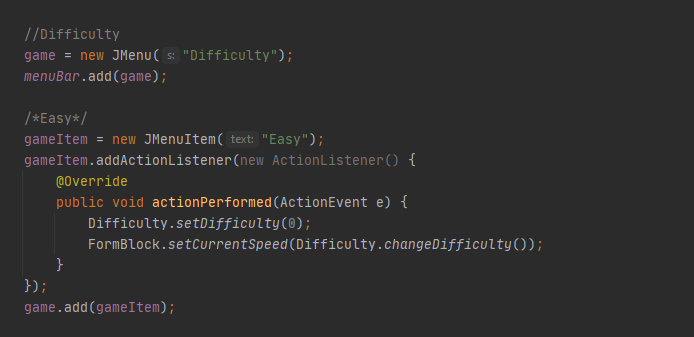 //Difficulty
game = new JMenu( s: "Difficulty");
menuBar.add(game);

/*Easy*/
gameItem = new JMenuItem( text: "Easy");
gameItem.addActionListener(new ActionListener() {
    @Override
    public void actionPerformed(ActionEvent e) {
        Difficulty.setDifficulty(0);
        FormBlock.setCurrentSpeed(Difficulty.changeDifficulty());
    }
});
game.add(gameItem);